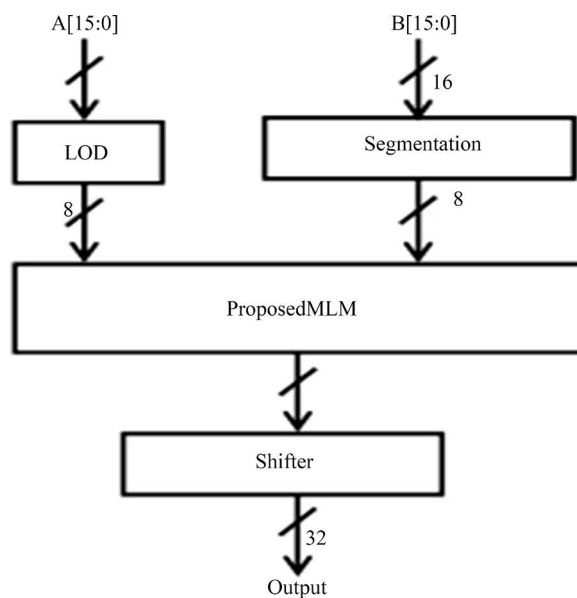 A[15:0]
B[15:0]
16
LOD
Segmentation
8
8
ProposedMLM
Shifter
32
Output